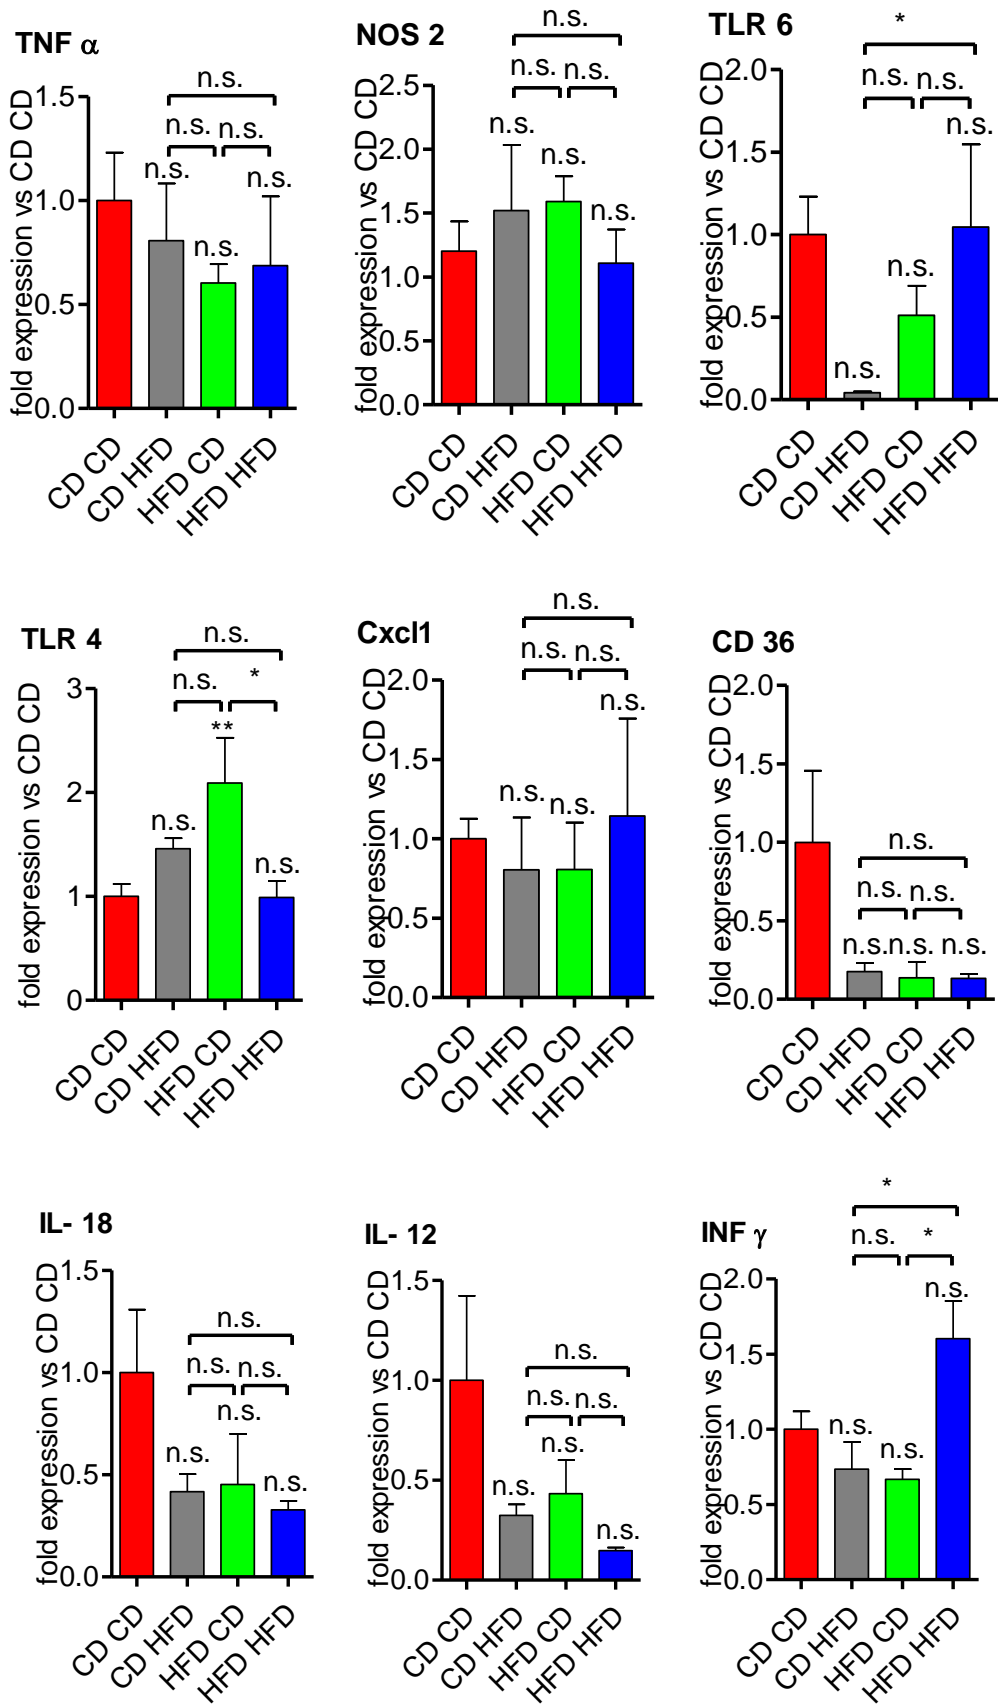 TNF α
n.s.
n.s.
n.s.
n.s.
n.s.
n.s.
fold expression vs CD CD
1.5
1.0
0.5
0.0
CD CD
CD HFD
HFD CD
HFD HFD
NOS 2
n.s.
n.s.
n.s.
n.s.
n.s.
n.s.
fold expression vs CD CD
2.5
2.0
1.5
1.0
0.5
0.0
CD CD
CD HFD
HFD CD
HFD HFD
TLR 6
*
n.s.
n.s.
n.s.
n.s.
n.s.
fold expression vs CD CD
2.0
1.5
1.0
0.5
0.0
CD CD
CD HFD
HFD CD
HFD HFD
TLR 4
n.s.
n.s.
*
**
n.s.
n.s.
fold expression vs CD CD
3
2
1
0
CD CD
CD HFD
HFD CD
HFD HFD
Cxcl1
n.s.
n.s.
n.s.
n.s.
n.s.
n.s.
fold expression vs CD CD
2.0
1.5
1.0
0.5
0.0
CD CD
CD HFD
HFD CD
HFD HFD
CD 36
n.s.
n.s.
n.s.
n.s.
n.s.
n.s.
fold expression vs CD CD
2.0
1.5
1.0
0.5
0.0
CD CD
CD HFD
HFD CD
HFD HFD
IL- 18
n.s.
n.s.
n.s.
n.s.
n.s.
n.s.
fold expression vs CD CD
1.5
1.0
0.5
0.0
CD CD
CD HFD
HFD CD
HFD HFD
IL- 12
n.s.
n.s.
n.s.
n.s.
n.s.
n.s.
fold expression vs CD CD
1.5
1.0
0.5
0.0
CD CD
CD HFD
HFD CD
HFD HFD
INF γ
*
n.s.
*
n.s.
n.s.
n.s.
fold expression vs CD CD
2.0
1.5
1.0
0.5
0.0
CD CD
CD HFD
HFD CD
HFD HFD